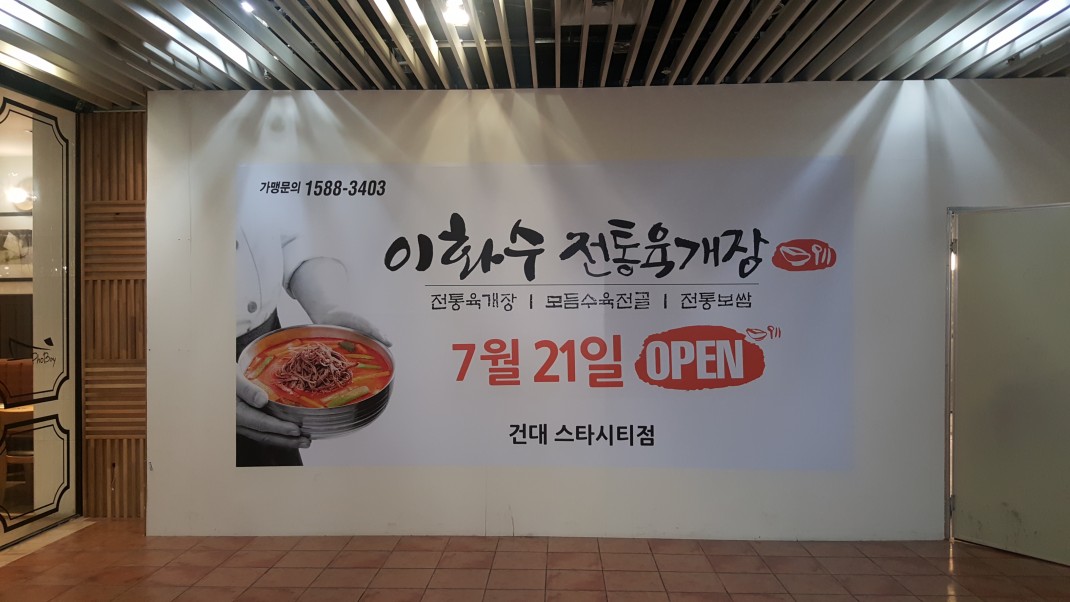 가맹문의 1588-3403
이화수 전통육개장
전통육개장 | 모듬수육전골 | 전통보쌈
7월 21일 OPEN
건대 스타시티점
PhoBay